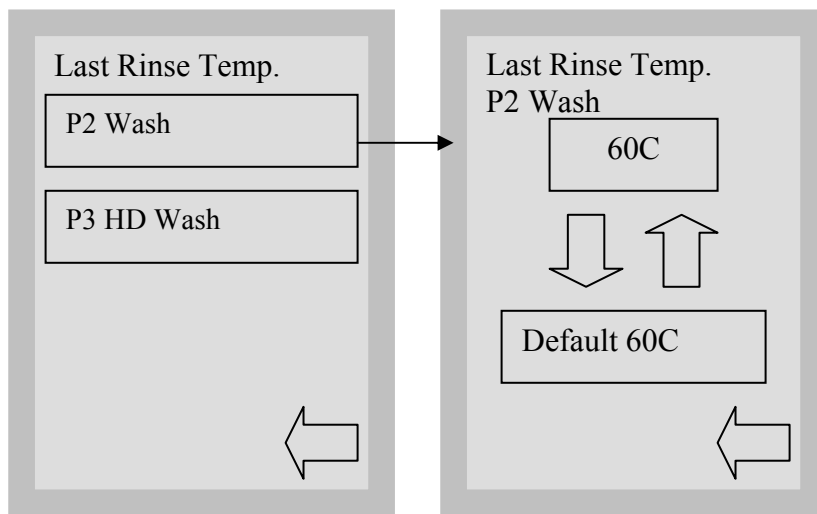 Last Rinse Temp.
P2 Wash
P3 HD Wash
Last Rinse Temp.
P2 Wash
60C
Default 60C